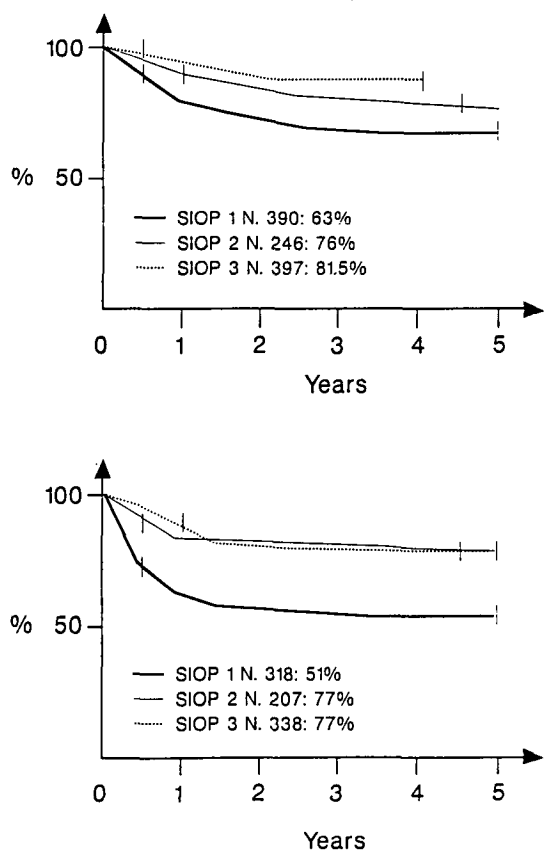 100
%
50
SIOP 1 N. 390: 63%
SIOP 2 N. 246: 76%
SIOP 3 N. 397: 81.5%
0 1 2 3 4 5
Years
100
%
50
SIOP 1 N. 318: 51%
SIOP 2 N. 207: 77%
SIOP 3 N. 338: 77%
0 1 2 3 4 5
Years